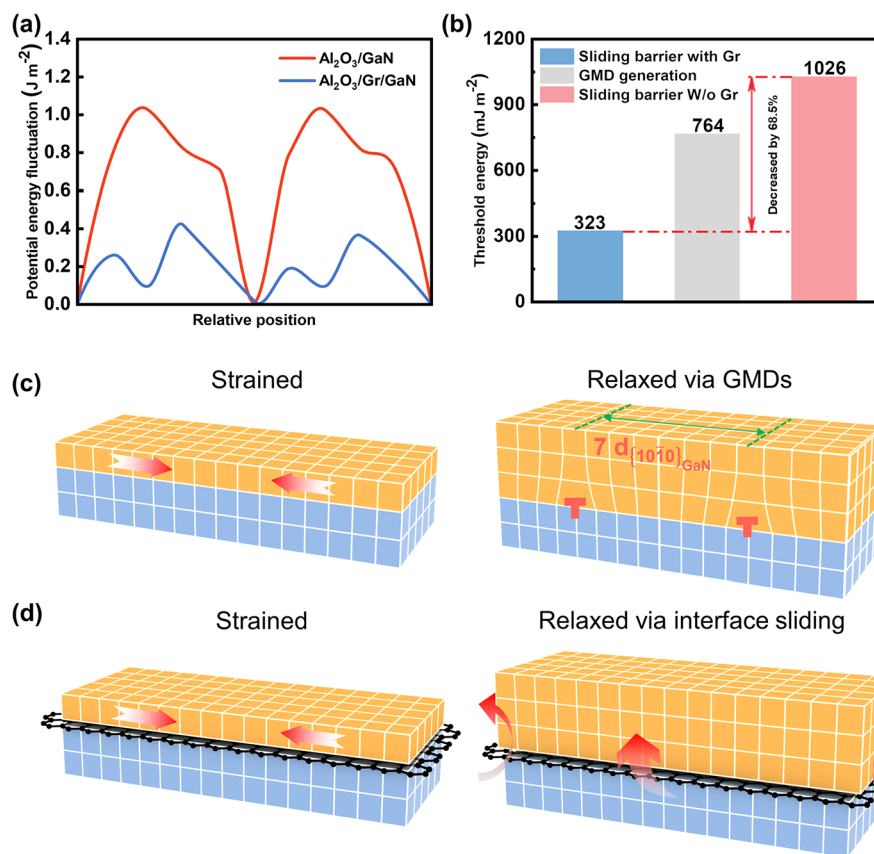 (a)
Potential energy fluctuation (J m⁻²)
1.4
1.2
1.0
0.8
0.6
0.4
0.2
0.0
Al₂O₃/GaN
Al₂O₃/Gr/GaN
Relative position
(b)
Threshold energy (mJ m⁻²)
1200
900
600
300
0
Sliding barrier with Gr
GMD generation
Sliding barrier W/o Gr
323
764
1026
Decreased by 68.5%
(c)
Strained
Relaxed via GMDs
7 d{101̄0}GaN
(d)
Strained
Relaxed via interface sliding